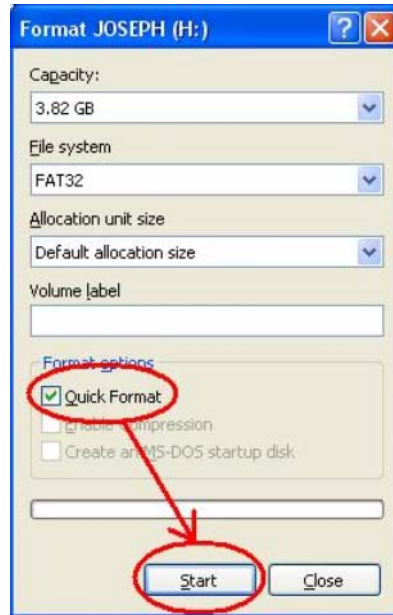 Format JOSEPH (H:)
Capacity:
3.82 GB
File system
FAT32
Allocation unit size
Default allocation size
Volume label
Format options
Quick Format
Enable Compression
Create an MS-DOS startup disk
Start Close